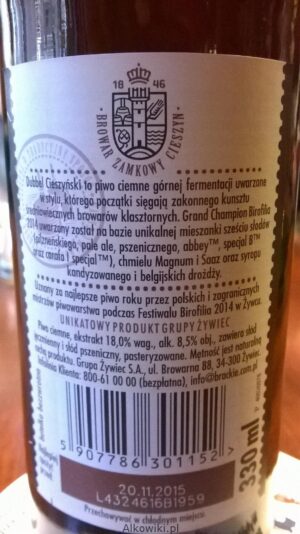 18 46
BROWAR ZAMKOWY CIESZYN
Dubbel Cieszyński to piwo ciemne górnej fermentacji uwarzone
w stylu, którego początki sięgają zakonnego kunsztu
średniowiecznych browarów klasztornych. Grand Champion Birofilia
2014 uwarzony został na bazie unikalnej mieszanki sześciu słodów
(pilzneńskiego, pale ale, pszenicznego, abbey™, special B™
oraz carafa I special™), chmielu Magnum i Saaz oraz syropu
kandyzowanego i belgijskich drożdży.
Uznany za najlepsze piwo roku przez polskich i zagranicznych
mistrzów piwowarstwa podczas Festiwalu Birofilia 2014 w Żywcu.
UNIKATOWY PRODUKT GRUPY ŻYWIEC
Piwo ciemne, ekstrakt 18,0% wag., alk. 8,5% obj., zawiera słód
jęczmienny i słód pszeniczny, pasteryzowane. Mętność jest naturalną
cechą produktu. Grupa Żywiec S.A., ul. Browarna 88, 34-300 Żywiec.
Infolinia Klienta: 800-61 00 00 (bezpłatna), info@brackie.com.pl
5 907786 301152 >
330 ml
20.11.2015
L4324616B1959
Przechowywać w chłodnym miejscu.
Alkowiki.pl